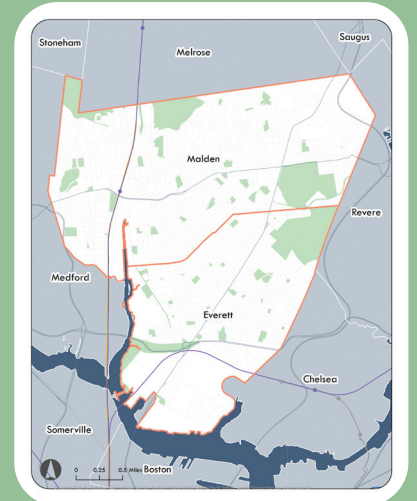 Stoneham
Saugus
Melrose
Malden
Revere
Medford
Everett
Chelsea
Somerville
0 0.25 0.5 Miles
Boston